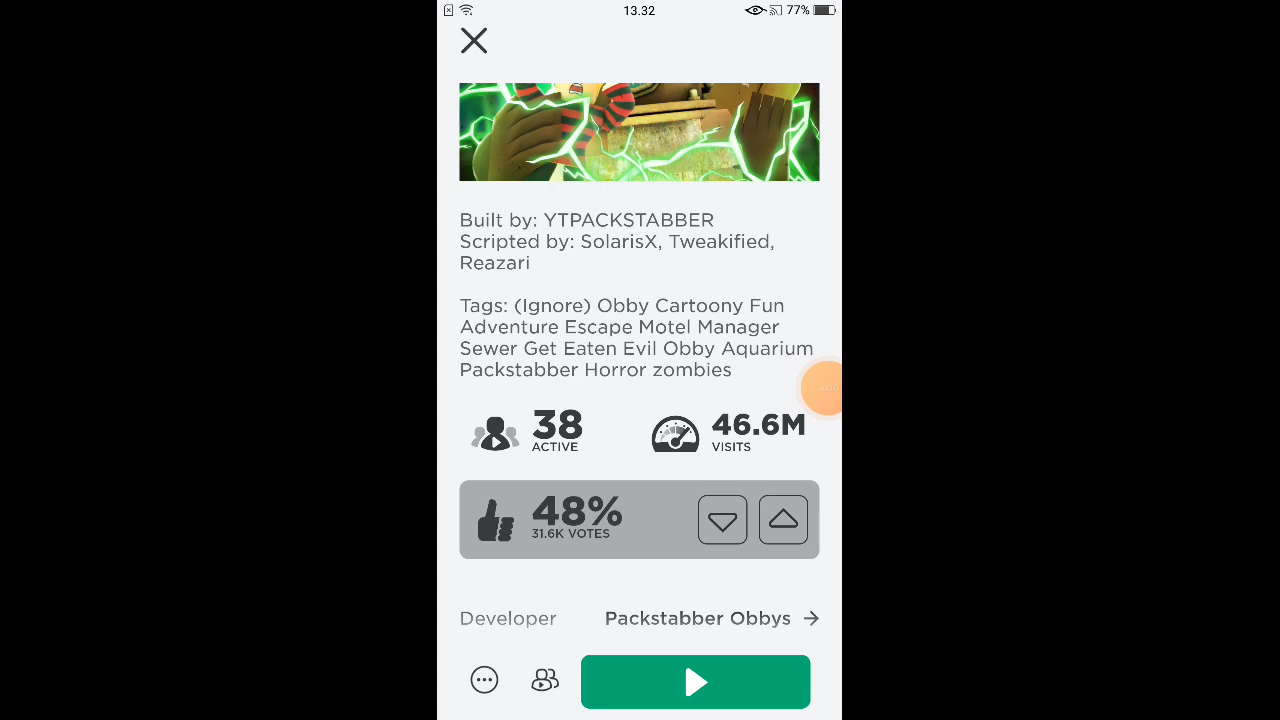 13.32
77%
Built by: YTPACKSTABBER
Scripted by: SolarisX, Tweakified,
Reazari
Tags: (Ignore) Obby Cartoony Fun
Adventure Escape Motel Manager
Sewer Get Eaten Evil Obby Aquarium
Packstabber Horror zombies
38
ACTIVE
46.6M
VISITS
48%
31.6K VOTES
Developer
Packstabber Obbys